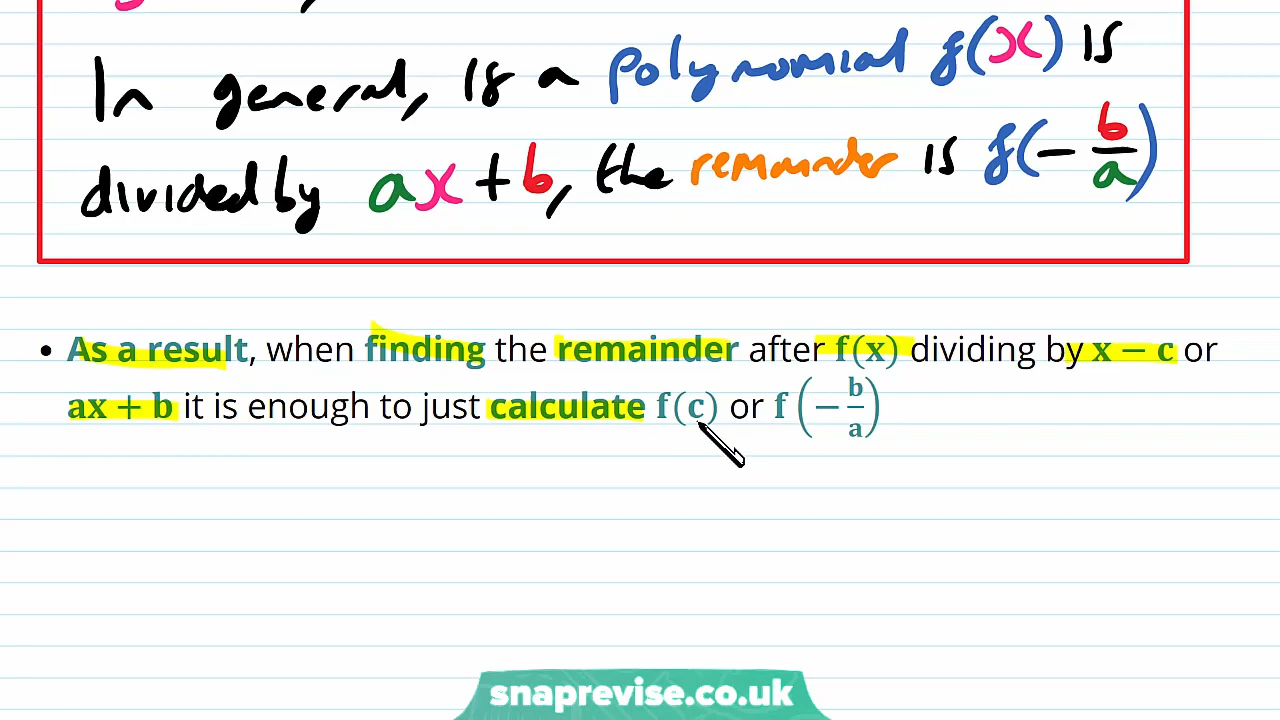 In general, if a polynomial f(x) is
divided by ax + b, the remainder is f(- b/a)
• As a result, when finding the remainder after f(x) dividing by x − c or
ax + b it is enough to just calculate f(c) or f(− b/a)
snaprevise.co.uk